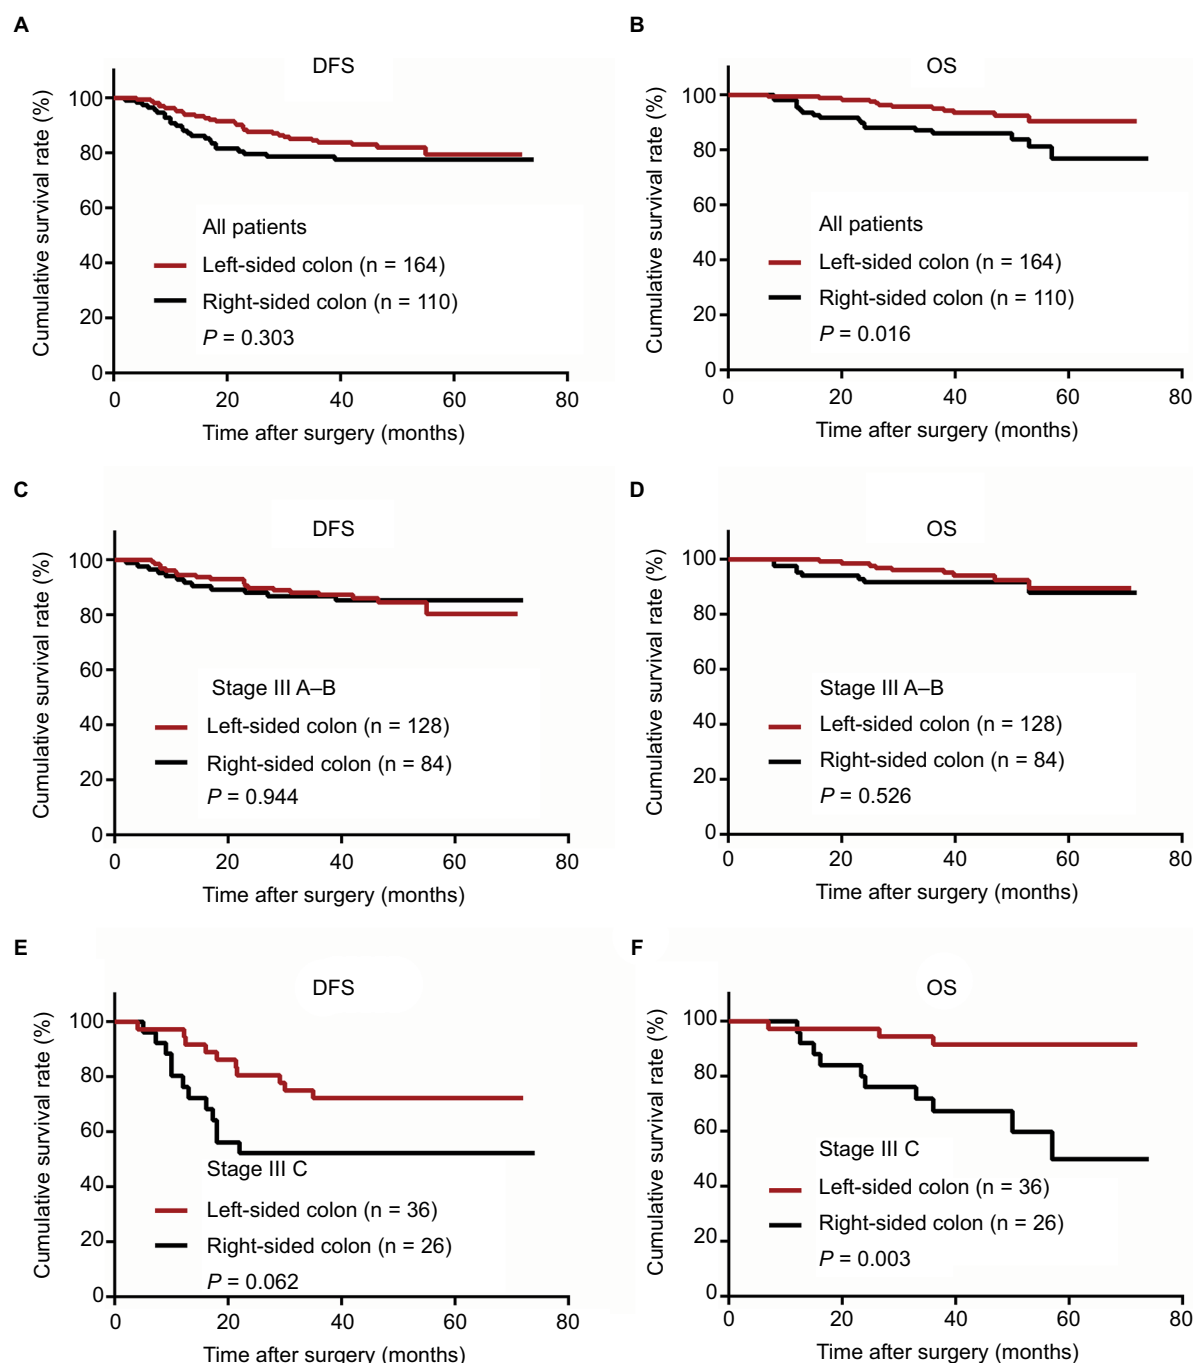 A
DFS
Cumulative survival rate (%)
100
80
60
40
20
0
All patients
Left-sided colon (n = 164)
Right-sided colon (n = 110)
P = 0.303
0 20 40 60 80
Time after surgery (months)
B
OS
Cumulative survival rate (%)
100
80
60
40
20
0
All patients
Left-sided colon (n = 164)
Right-sided colon (n = 110)
P = 0.016
0 20 40 60 80
Time after surgery (months)
C
DFS
Cumulative survival rate (%)
100
80
60
40
20
0
Stage III A–B
Left-sided colon (n = 128)
Right-sided colon (n = 84)
P = 0.944
0 20 40 60 80
Time after surgery (months)
D
OS
Cumulative survival rate (%)
100
80
60
40
20
0
Stage III A–B
Left-sided colon (n = 128)
Right-sided colon (n = 84)
P = 0.526
0 20 40 60 80
Time after surgery (months)
E
DFS
Cumulative survival rate (%)
100
80
60
40
20
0
Stage III C
Left-sided colon (n = 36)
Right-sided colon (n = 26)
P = 0.062
0 20 40 60 80
Time after surgery (months)
F
OS
Cumulative survival rate (%)
100
80
60
40
20
0
Stage III C
Left-sided colon (n = 36)
Right-sided colon (n = 26)
P = 0.003
0 20 40 60 80
Time after surgery (months)